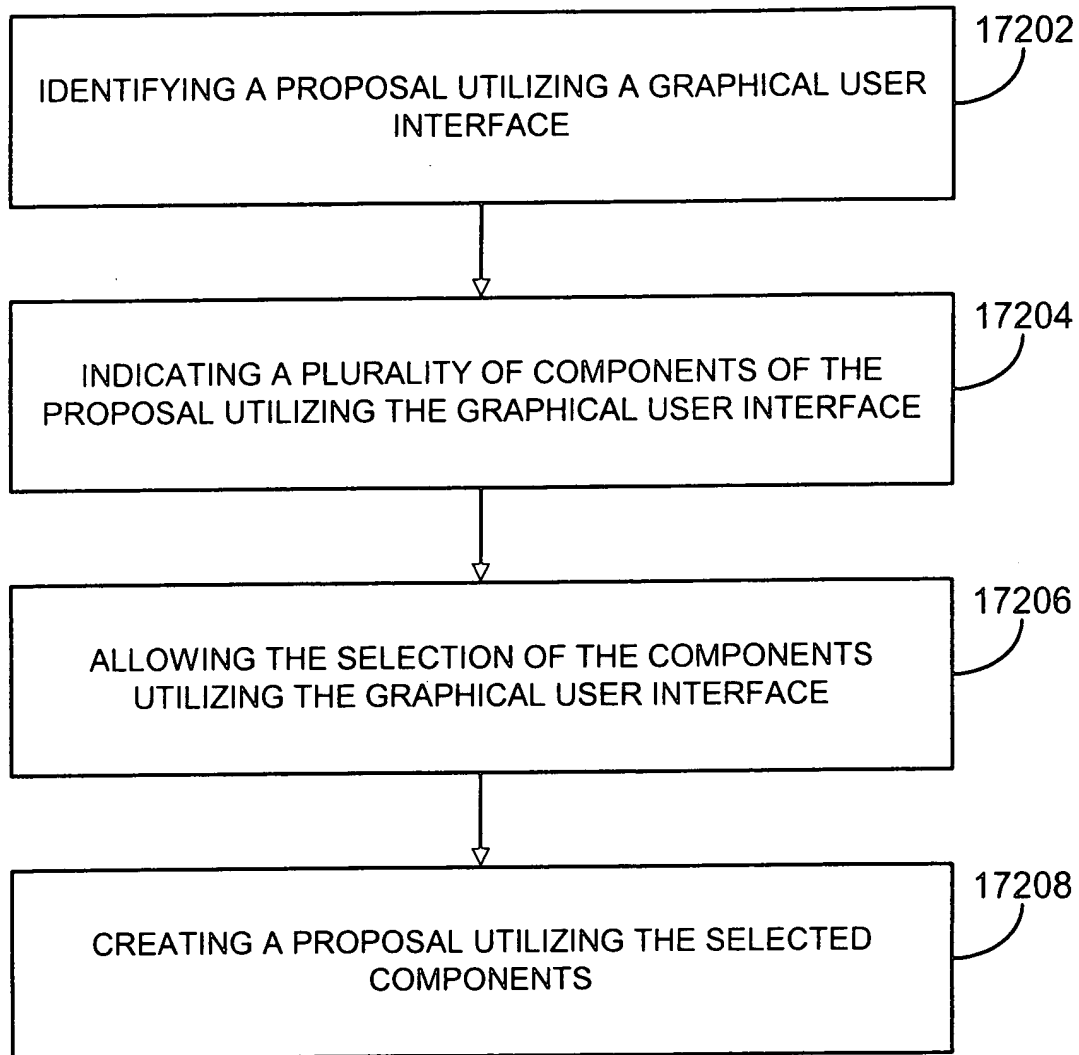 17202
IDENTIFYING A PROPOSAL UTILIZING A GRAPHICAL USER
INTERFACE
17204
INDICATING A PLURALITY OF COMPONENTS OF THE
PROPOSAL UTILIZING THE GRAPHICAL USER INTERFACE
17206
ALLOWING THE SELECTION OF THE COMPONENTS
UTILIZING THE GRAPHICAL USER INTERFACE
17208
CREATING A PROPOSAL UTILIZING THE SELECTED
COMPONENTS